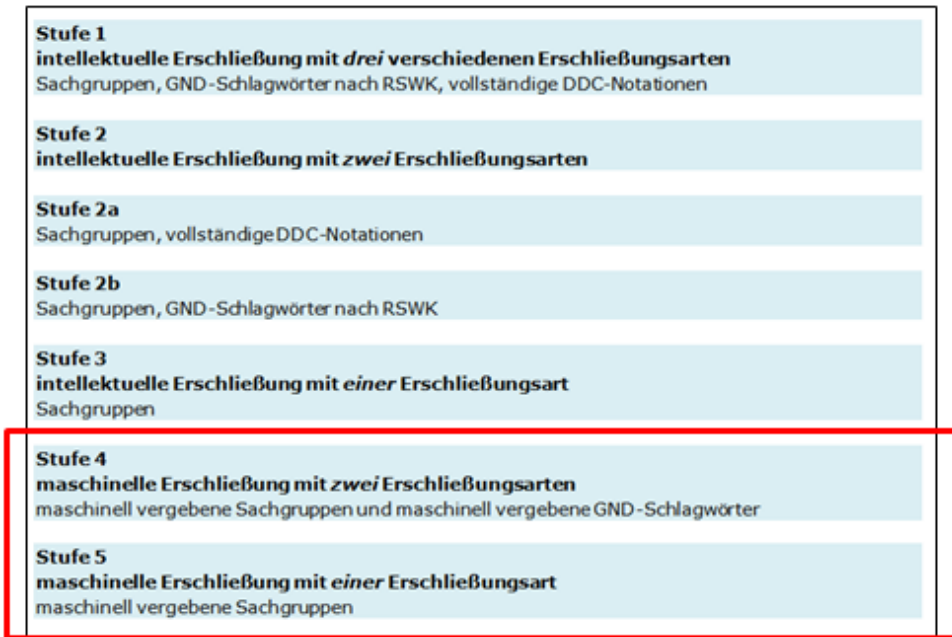 Stufe 1
intellektuelle Erschließung mit drei verschiedenen Erschließungsarten
Sachgruppen, GND-Schlagwörter nach RSWK, vollständige DDC-Notationen
Stufe 2
intellektuelle Erschließung mit zwei Erschließungsarten
Stufe 2a
Sachgruppen, vollständige DDC-Notationen
Stufe 2b
Sachgruppen, GND-Schlagwörter nach RSWK
Stufe 3
intellektuelle Erschließung mit einer Erschließungsart
Sachgruppen
Stufe 4
maschinelle Erschließung mit zwei Erschließungsarten
maschinell vergebene Sachgruppen und maschinell vergebene GND-Schlagwörter
Stufe 5
maschinelle Erschließung mit einer Erschließungsart
maschinell vergebene Sachgruppen